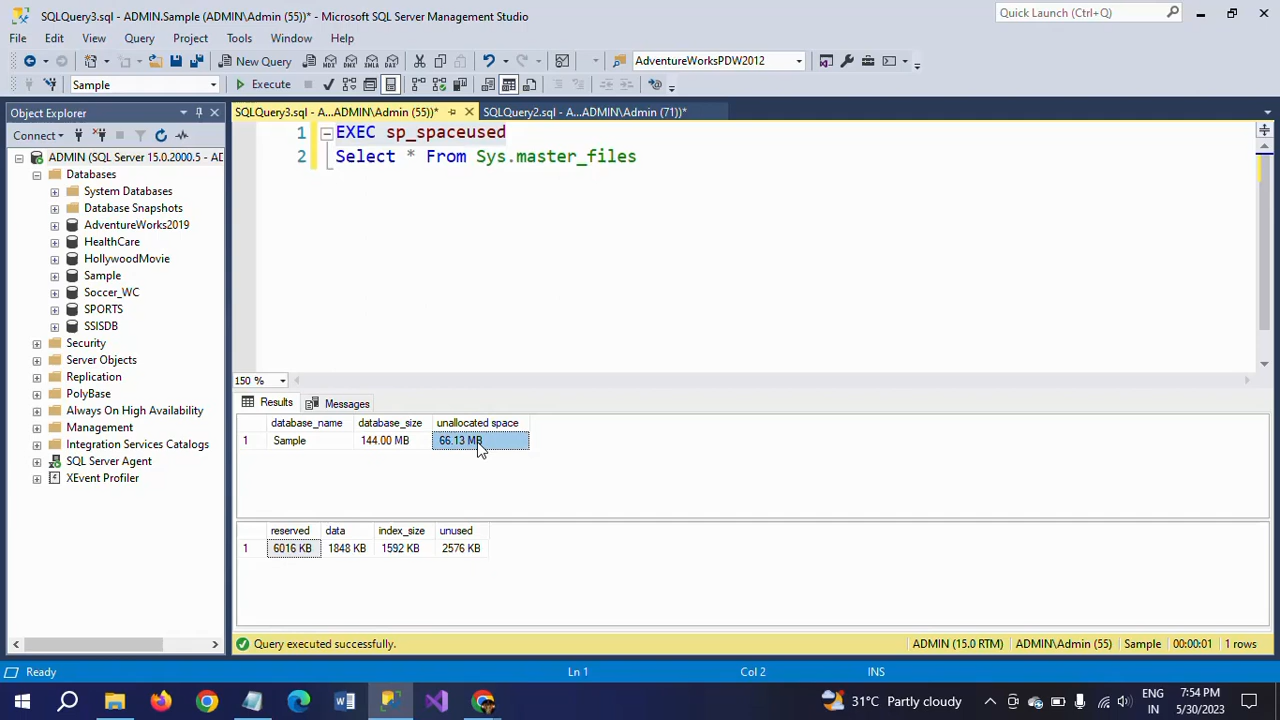 SQLQuery3.sql - ADMIN.Sample (ADMIN\Admin (55))* - Microsoft SQL Server Management Studio
Quick Launch (Ctrl+Q)
File Edit View Query Project Tools Window Help
New Query
AdventureWorksPDW2012
Sample
Execute
Object Explorer
SQLQuery3.sql - A...ADMIN\Admin (55))*
SQLQuery2.sql - A...ADMIN\Admin (71))*
Connect
ADMIN (SQL Server 15.0.2000.5 - AD
Databases
System Databases
Database Snapshots
AdventureWorks2019
HealthCare
HollywoodMovie
Sample
Soccer_WC
SPORTS
SSISDB
Security
Server Objects
Replication
PolyBase
Always On High Availability
Management
Integration Services Catalogs
SQL Server Agent
XEvent Profiler
1 EXEC sp_spaceused
2 Select * From Sys.master_files
150 %
Results Messages
database_name database_size unallocated space
1 Sample 144.00 MB 66.13 MB
reserved data index_size unused
1 6016 KB 1848 KB 1592 KB 2576 KB
Query executed successfully.
ADMIN (15.0 RTM) ADMIN\Admin (55) Sample 00:00:01 1 rows
Ready
Ln 1 Col 2 INS
31°C Partly cloudy
ENG
IN
7:54 PM
5/30/2023